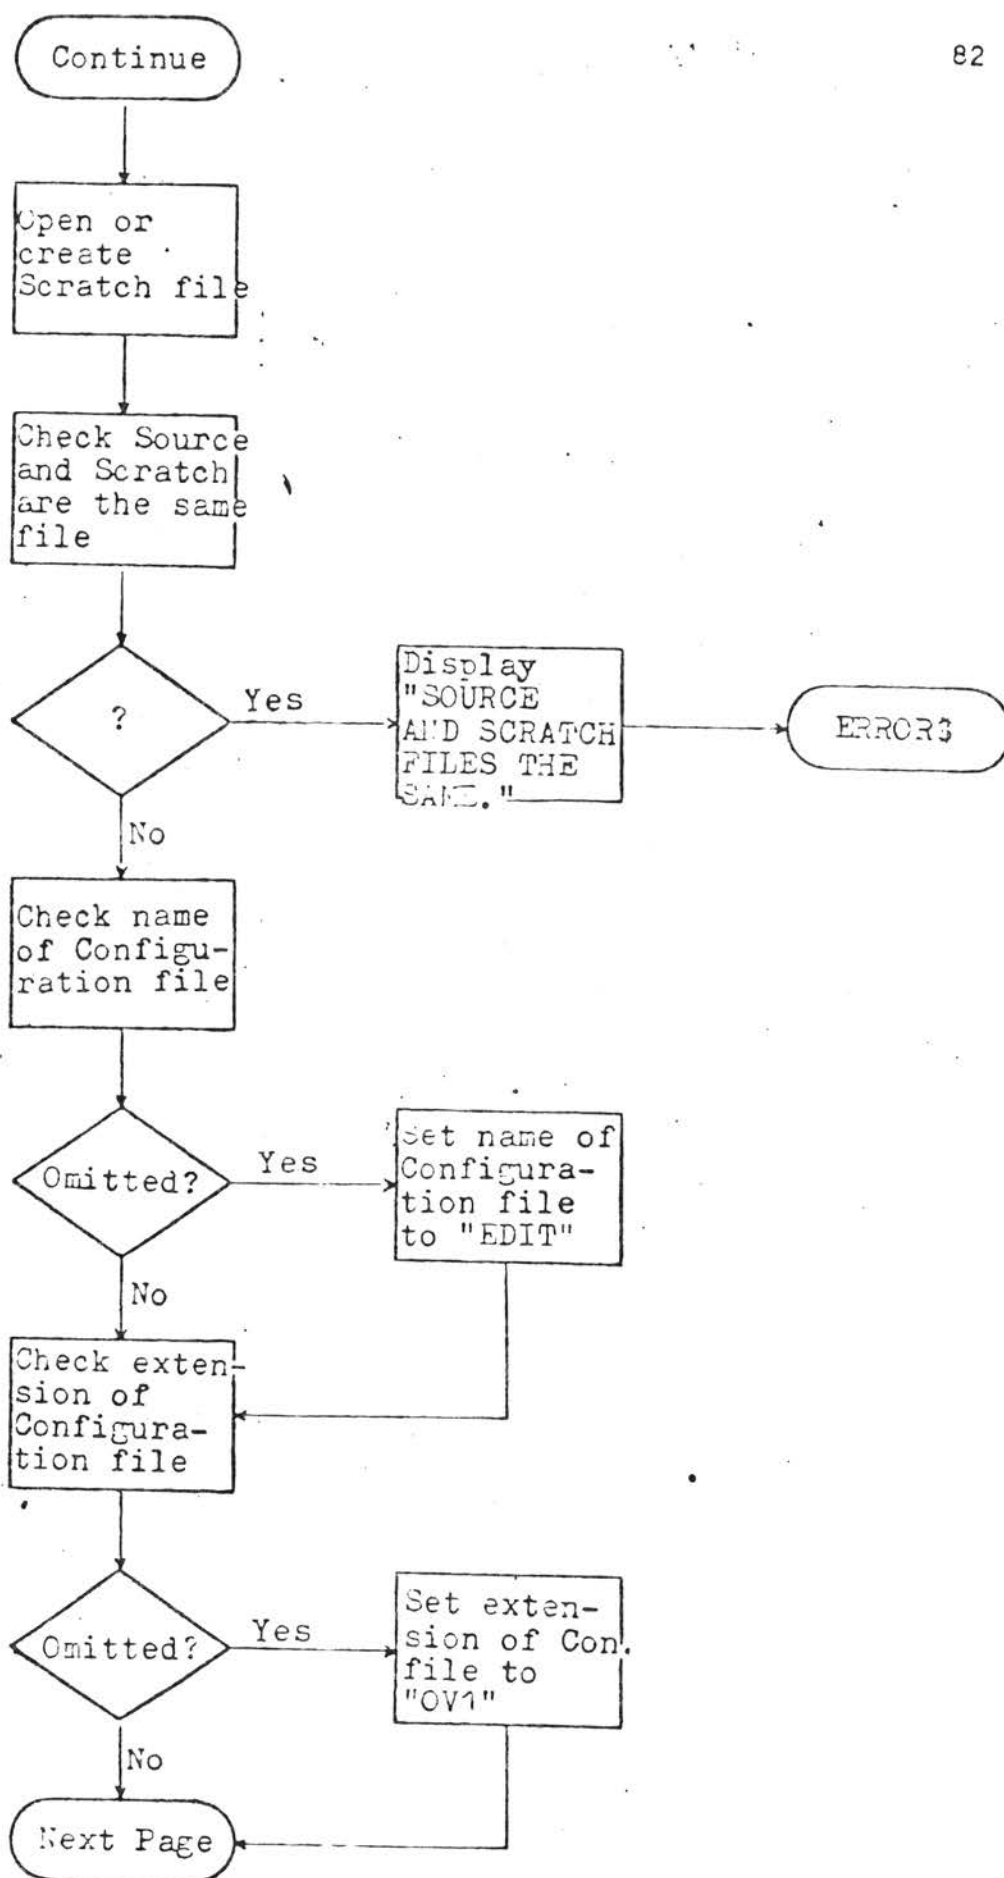 82
Continue
Open or
create
Scratch file
Check Source
and Scratch
are the same
file
?
Yes
Display
"SOURCE
AND SCRATCH
FILES THE
SAME."
ERROR$
No
Check name
of Configu-
ration file
Omitted?
Yes
Set name of
Configura-
tion file
to "EDIT"
No
Check exten-
sion of
Configura-
tion file
Omitted?
Yes
Set exten-
sion of Con.
file to
"OV1"
No
Next Page